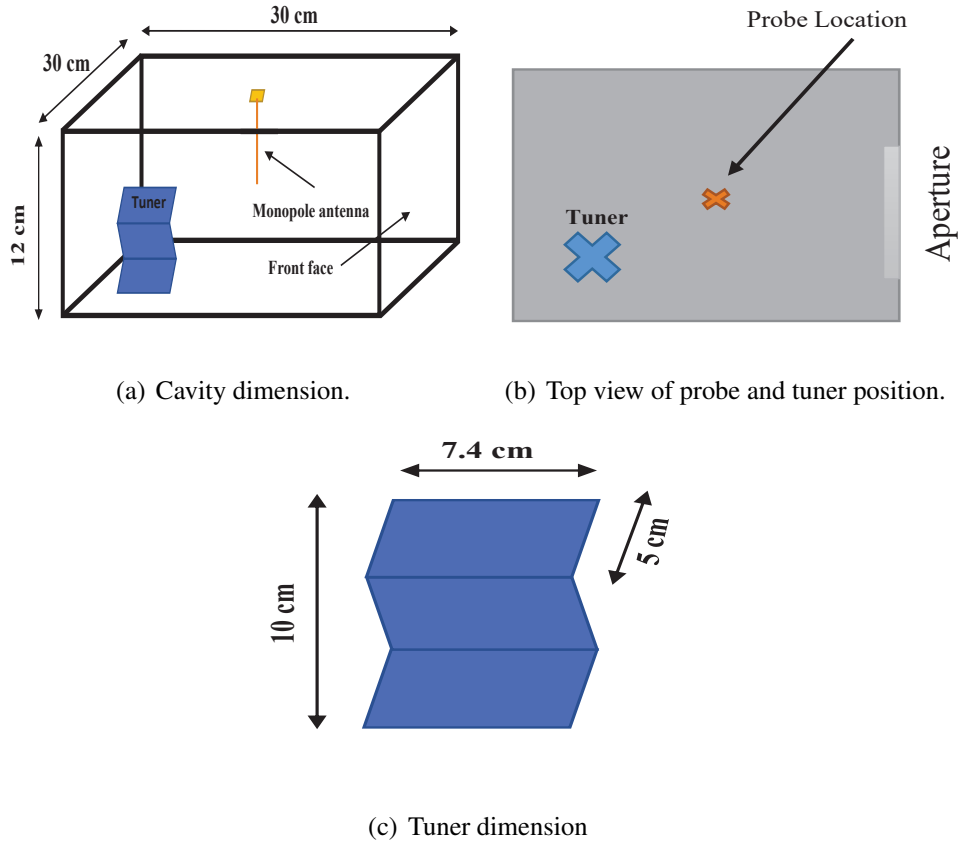 30 cm
30 cm
12 cm
Tuner
Monopole antenna
Front face
(a) Cavity dimension.
Probe Location
Tuner
Aperture
(b) Top view of probe and tuner position.
7.4 cm
5 cm
10 cm
(c) Tuner dimension